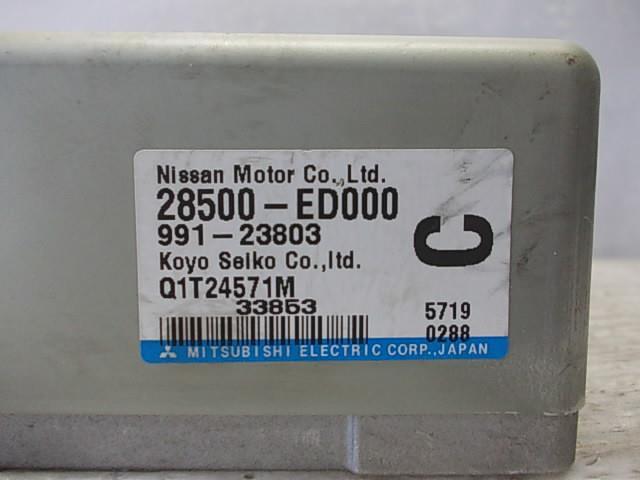 Nissan Motor Co.,Ltd.
28500-ED000
991-23803
Koyo Seiko Co.,ltd.
C
Q1T24571M
33853
5719
0288
MITSUBISHI ELECTRIC CORP.,JAPAN